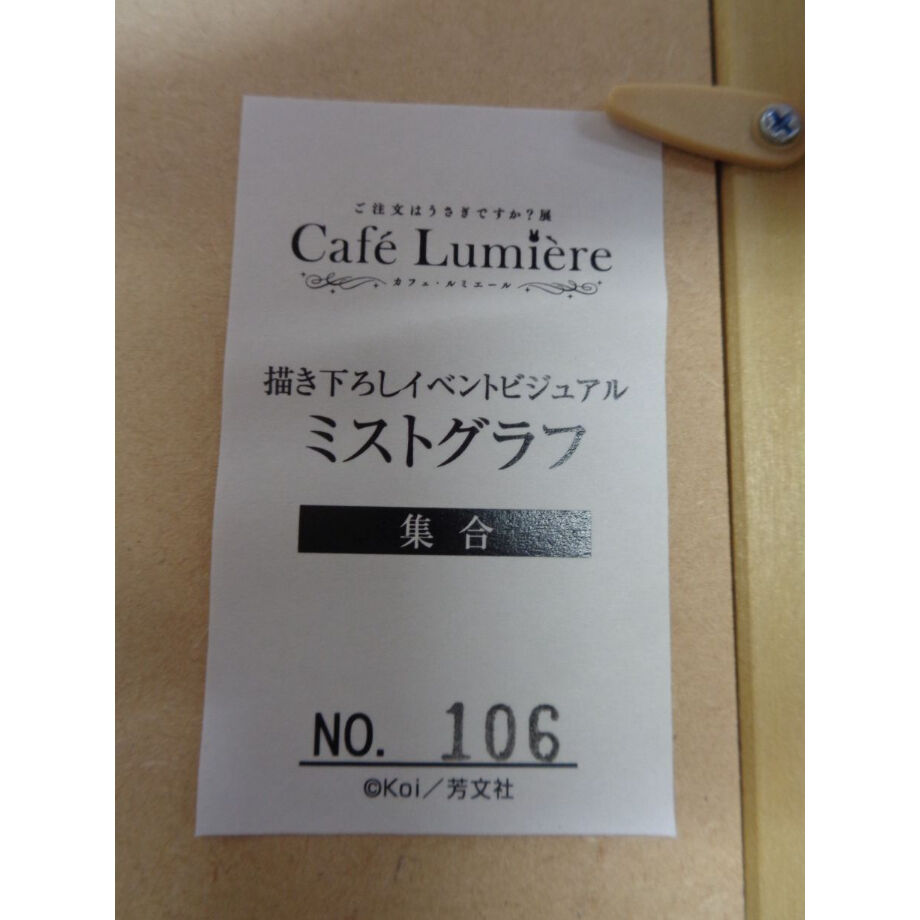 ご注文はうさぎですか?展
Café Lumière
カフェ・ルミエール
描き下ろしイベントビジュアル
ミストグラフ
集合
NO. 106
©Koi/芳文社